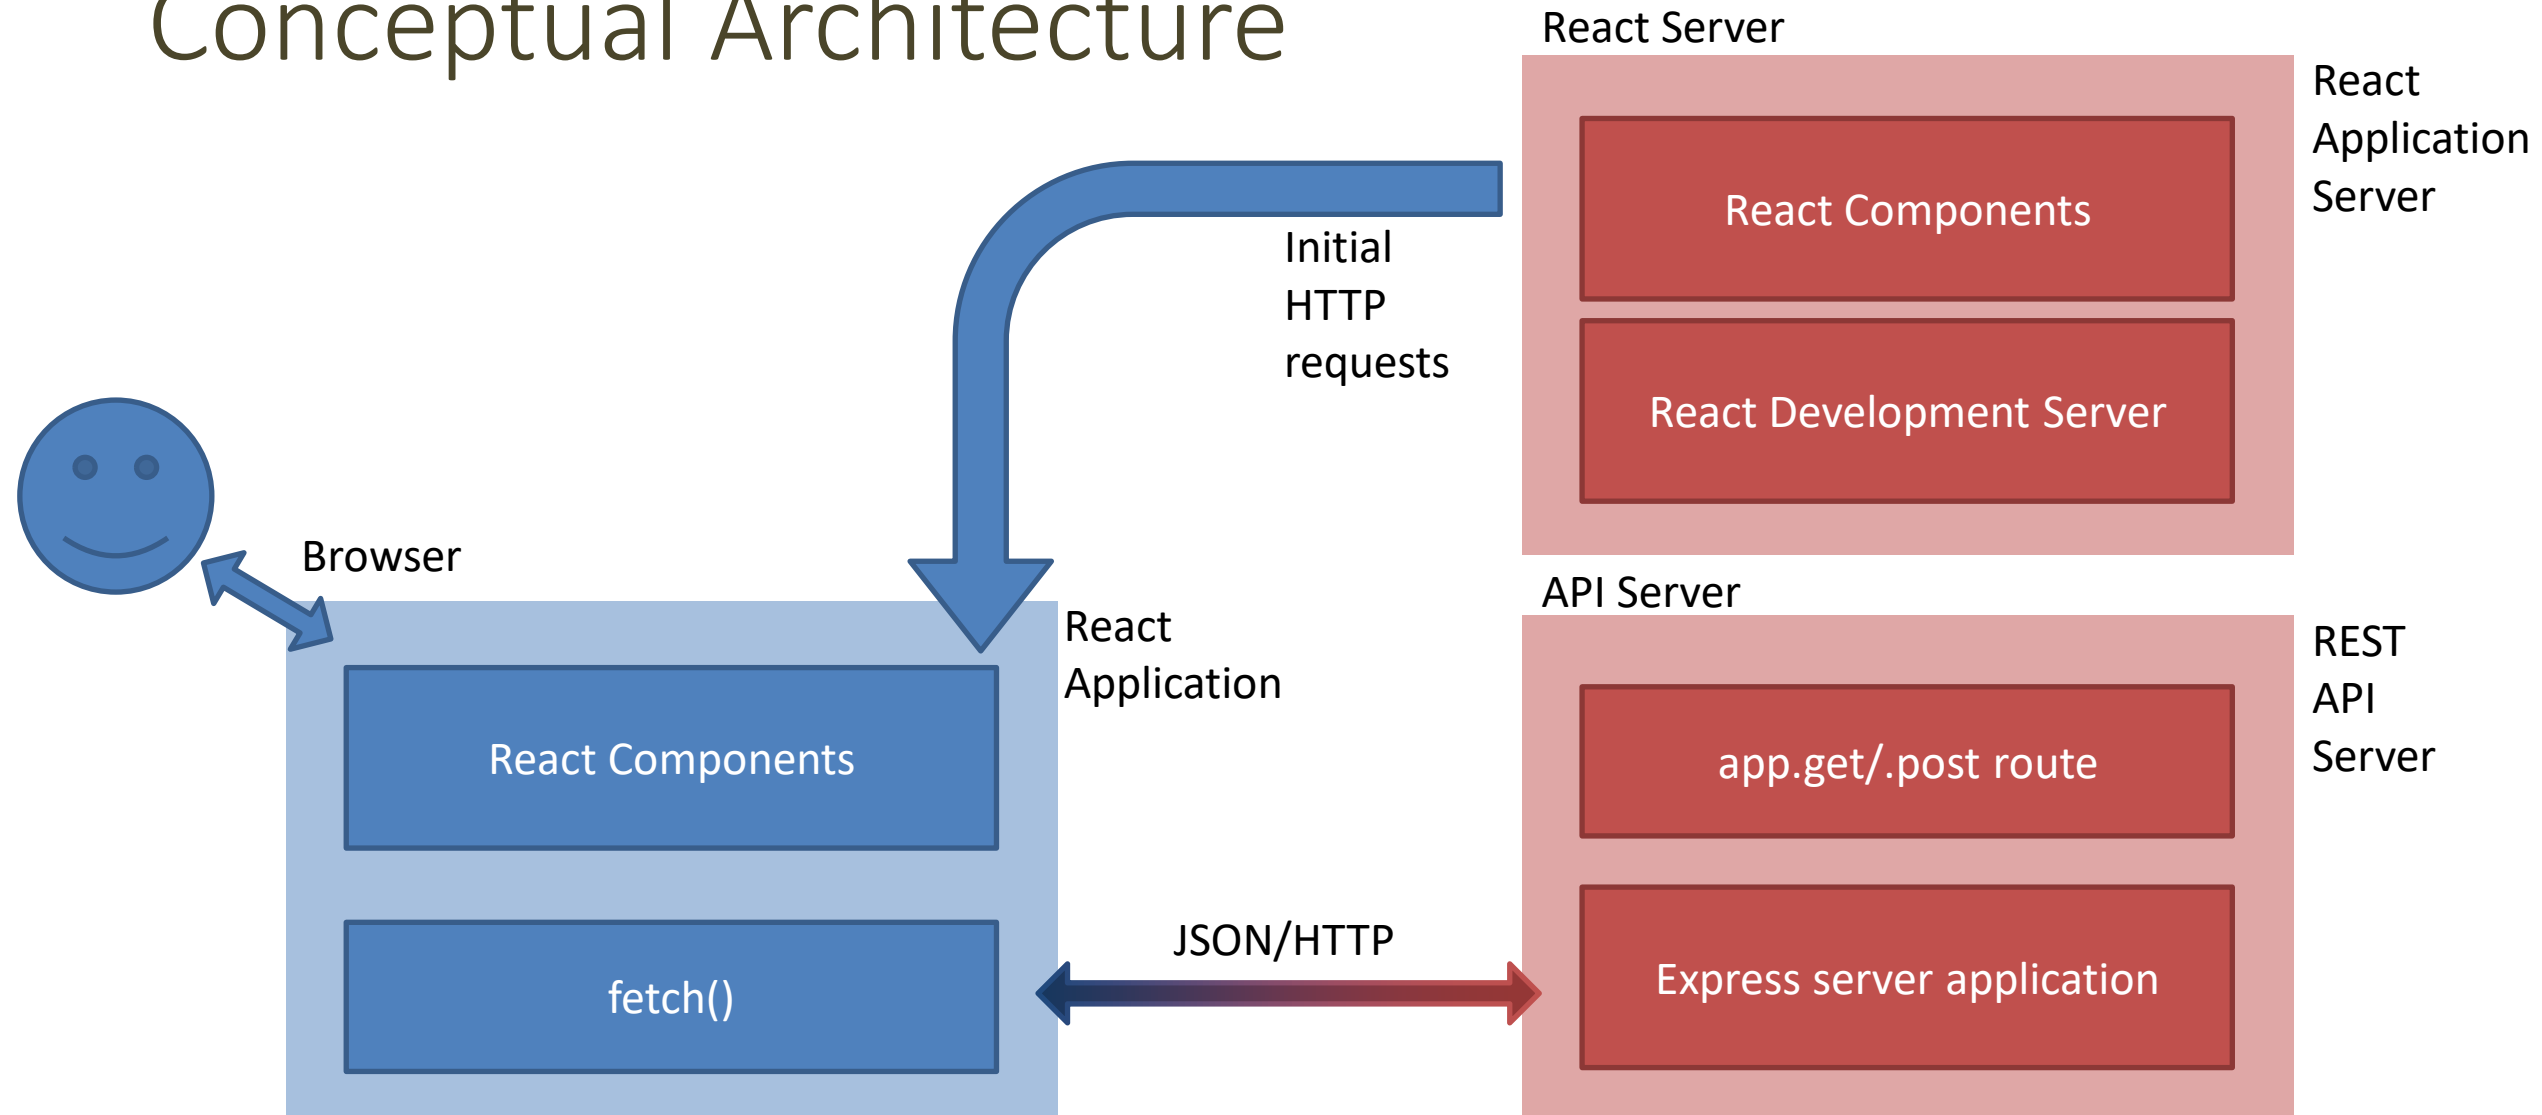 Conceptual Architecture
React Server
React
Application
Server
React Components
Initial
HTTP
requests
React Development Server
Browser
API Server
React
Application
REST
API
Server
React Components
app.get/.post route
JSON/HTTP
fetch()
Express server application